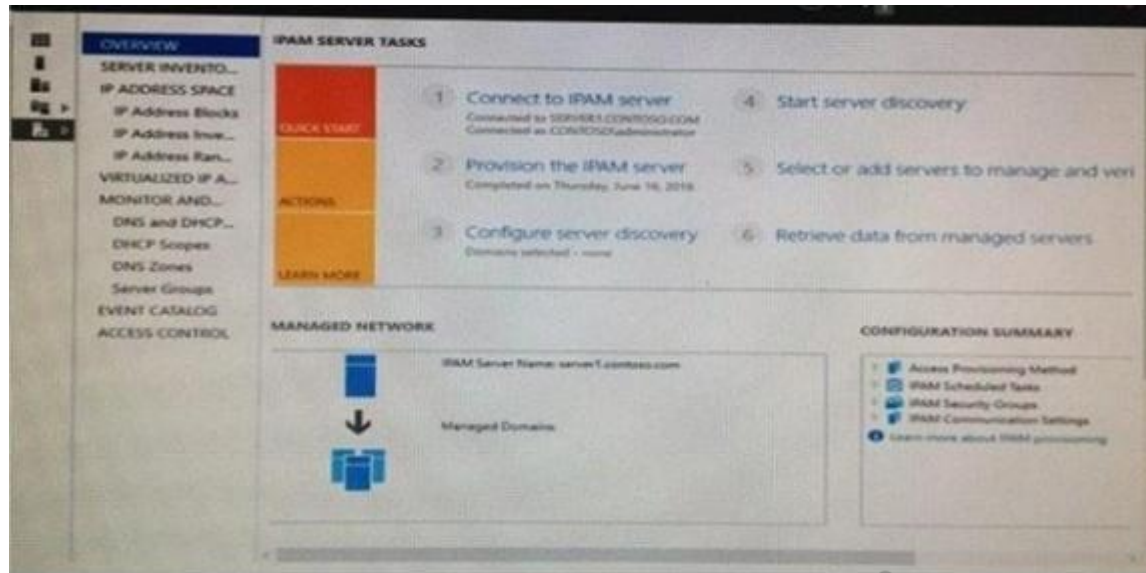 OVERVIEW
SERVER INVENTO...
IP ADDRESS SPACE
IP Address Blocks
IP Address Inve...
IP Address Ran...
VIRTUALIZED IP A...
MONITOR AND...
DNS and DHCP...
DHCP Scopes
DNS Zones
Server Groups
EVENT CATALOG
ACCESS CONTROL
IPAM SERVER TASKS
QUICK START
ACTIONS
LEARN MORE
1 Connect to IPAM server
Connected to SERVER1.CONTOSO.COM
Connected as CONTOSO\administrator
2 Provision the IPAM server
Completed on Thursday, June 16, 2016
3 Configure server discovery
Domains selected - none
4 Start server discovery
5 Select or add servers to manage and veri
6 Retrieve data from managed servers
MANAGED NETWORK
IPAM Server Name: server1.contoso.com
Managed Domains:
CONFIGURATION SUMMARY
Access Provisioning Method
IPAM Scheduled Tasks
IPAM Security Groups
IPAM Communication Settings
Learn more about IPAM provisioning